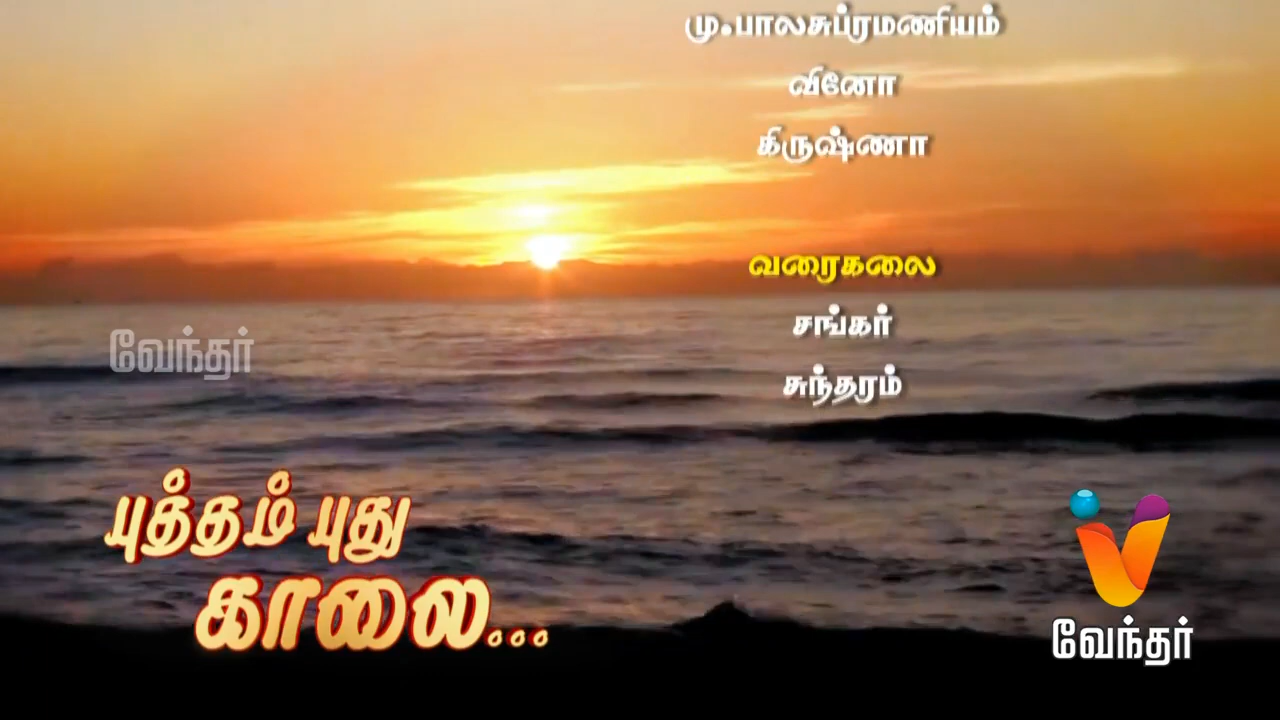 மு.பாலசுப்ரமணியம்
வினோ
கிருஷ்ணா
வரைகலை
சங்கர்
சுந்தரம்
வேந்தர்
புத்தம் புது
காலை...
வேந்தர்